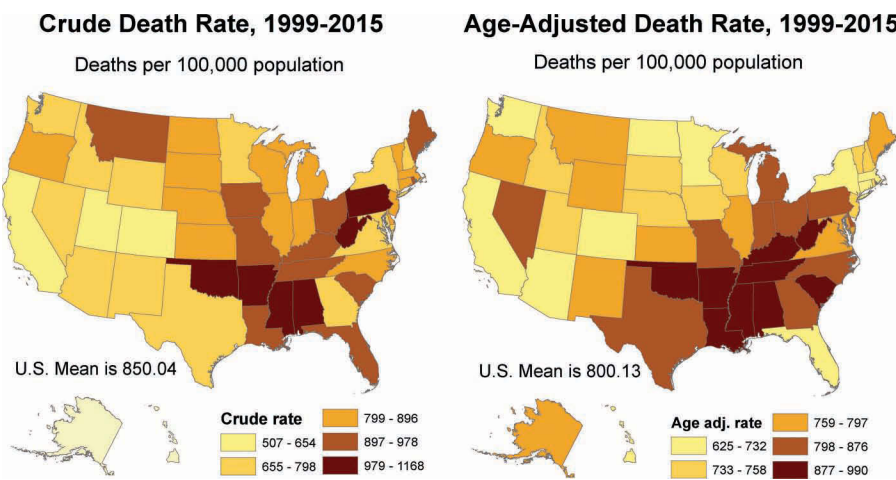 Crude Death Rate, 1999-2015
Deaths per 100,000 population
U.S. Mean is 850.04
Crude rate
507 - 654
655 - 798
799 - 896
897 - 978
979 - 1168
Age-Adjusted Death Rate, 1999-2015
Deaths per 100,000 population
U.S. Mean is 800.13
Age adj. rate
625 - 732
733 - 758
759 - 797
798 - 876
877 - 990